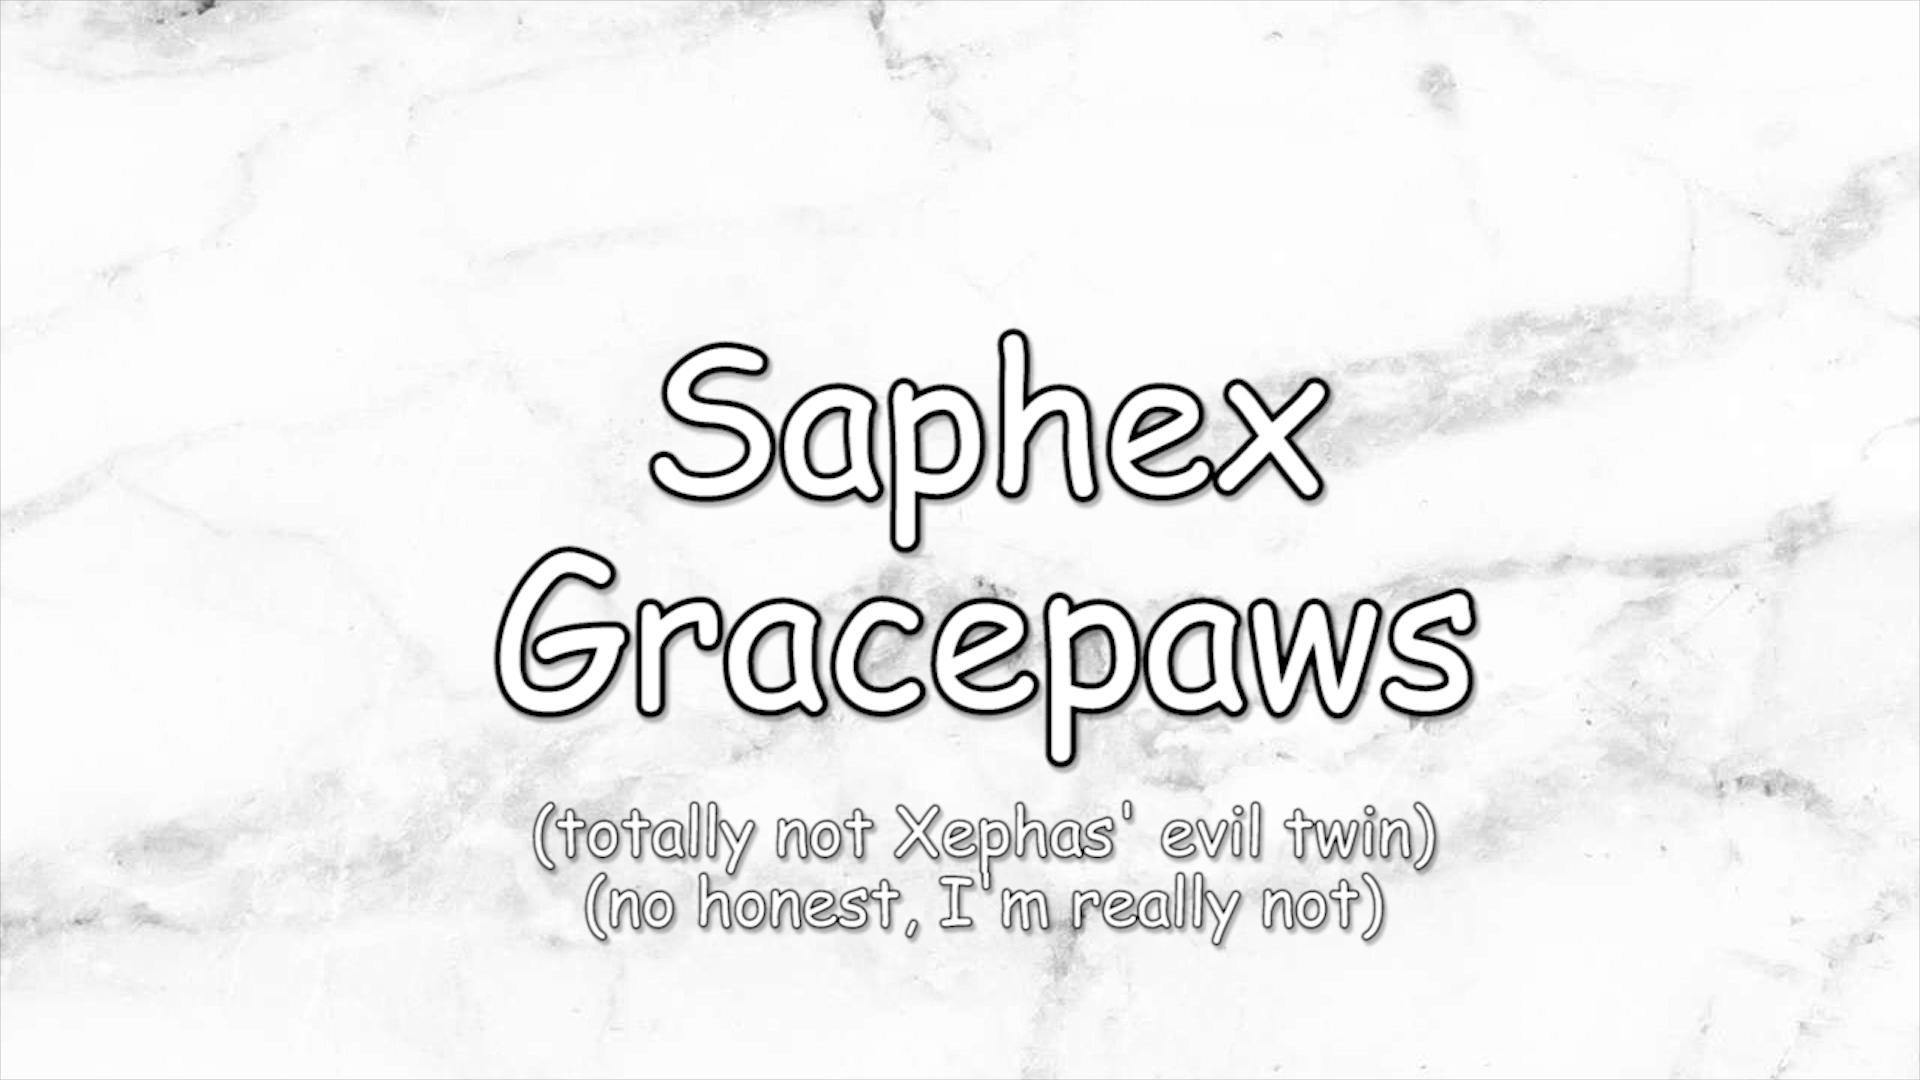 Saphex
Gracepaws
(totally not Xephas' evil twin)
(no honest, I'm really not)